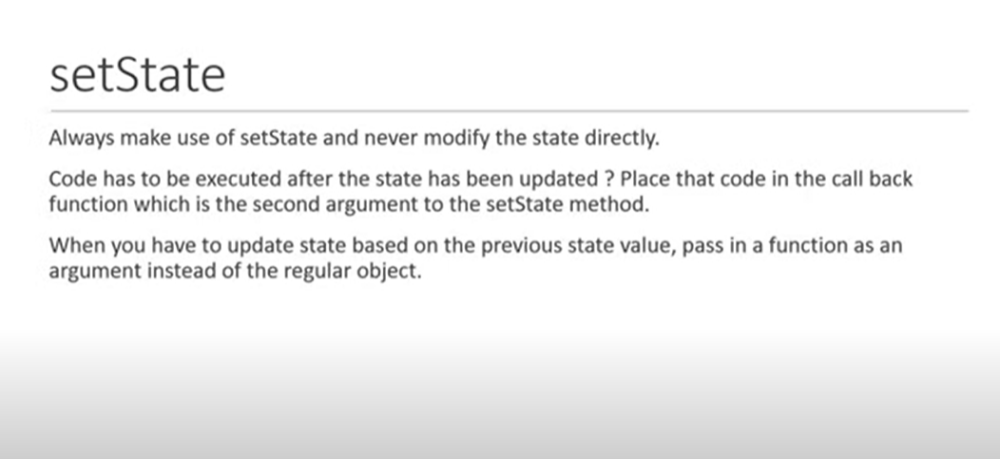 setState
Always make use of setState and never modify the state directly.
Code has to be executed after the state has been updated ? Place that code in the call back
function which is the second argument to the setState method.
When you have to update state based on the previous state value, pass in a function as an
argument instead of the regular object.